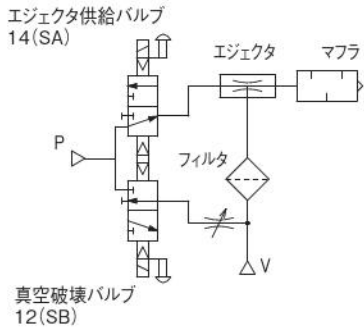 エジェクタ供給バルブ
14(SA)
エジェクタ
マフラ
P
フィルタ
V
真空破壊バルブ
12(SB)